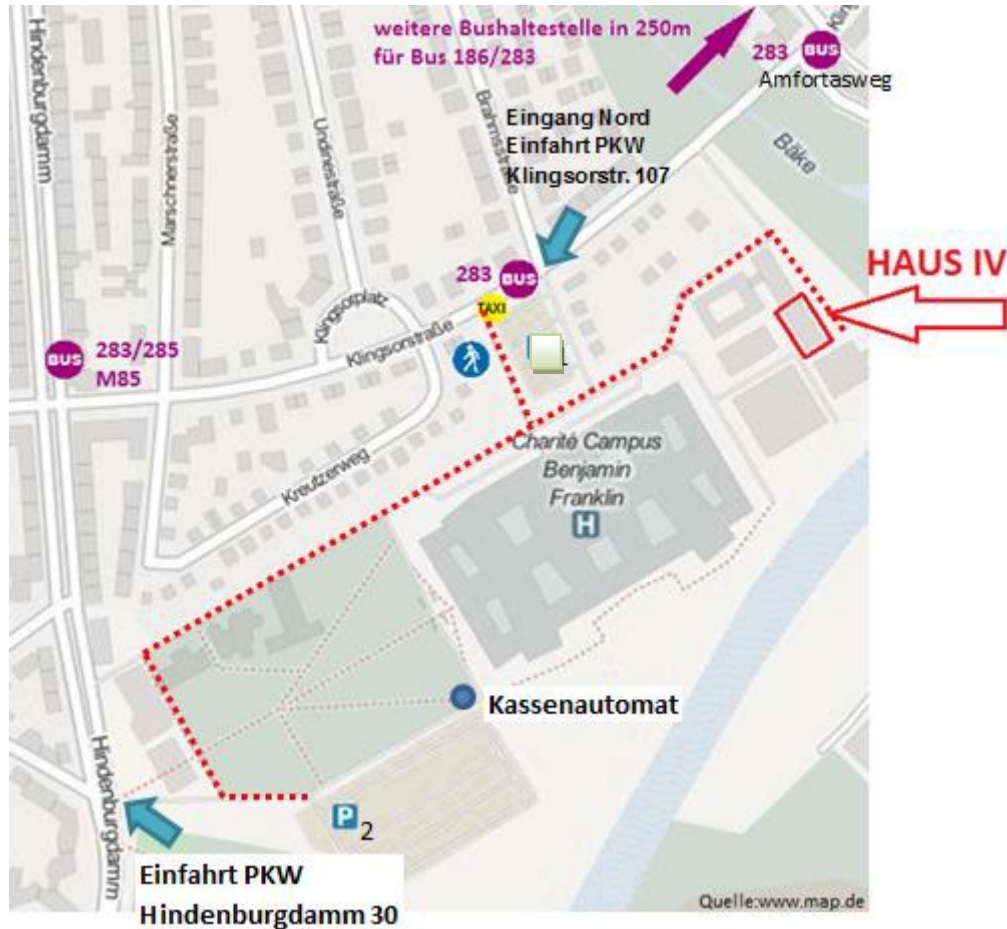 weitere Bushaltestelle in 250m
für Bus 186/283
283 BUS
Amfortasweg
Hindenburgdamm
Marschnerstraße
Undinestraße
Brahmsstraße
Eingang Nord
Einfahrt PKW
Klingsorstr. 107
Bäke
HAUS IV
283 BUS
TAXI
Klingsorplatz
Klingsorstraße
BUS 283/285
M85
1
Charité Campus
Benjamin
Franklin
H
Kreutzerweg
Kassenautomat
Hindenburgdamm
P 2
Einfahrt PKW
Hindenburgdamm 30
Quelle:www.map.de